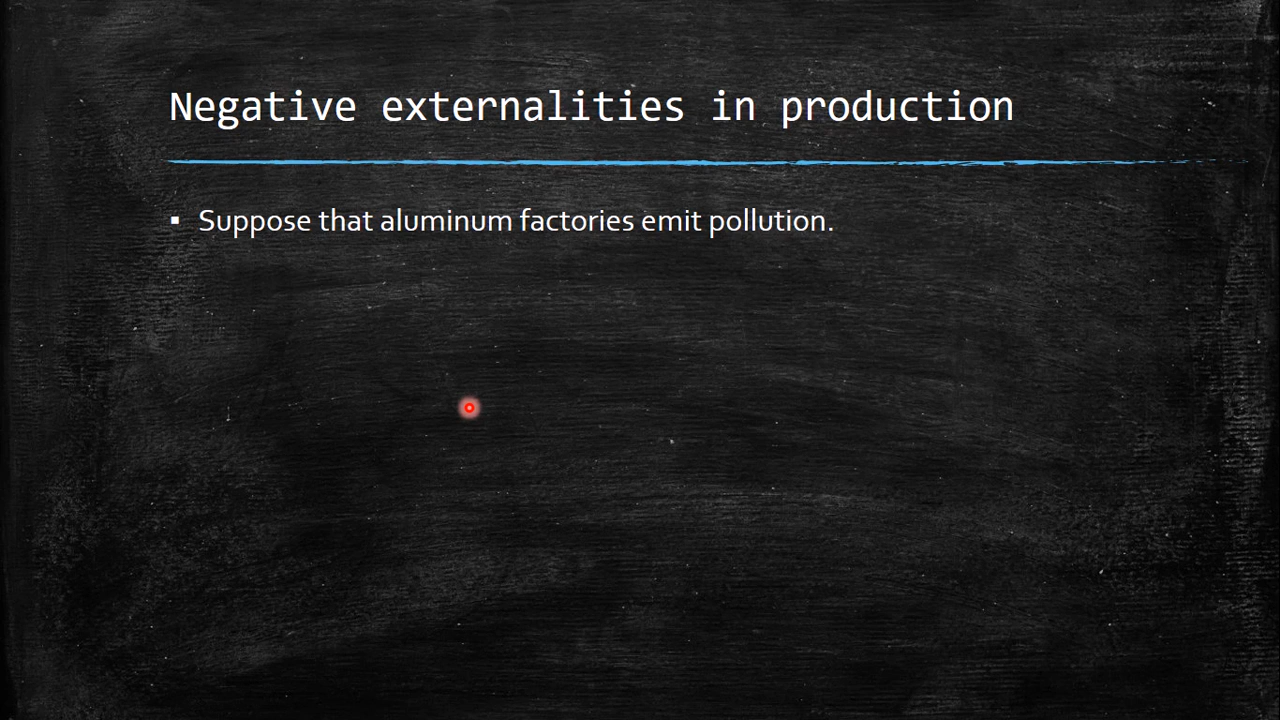 Negative externalities in production
▪ Suppose that aluminum factories emit pollution.